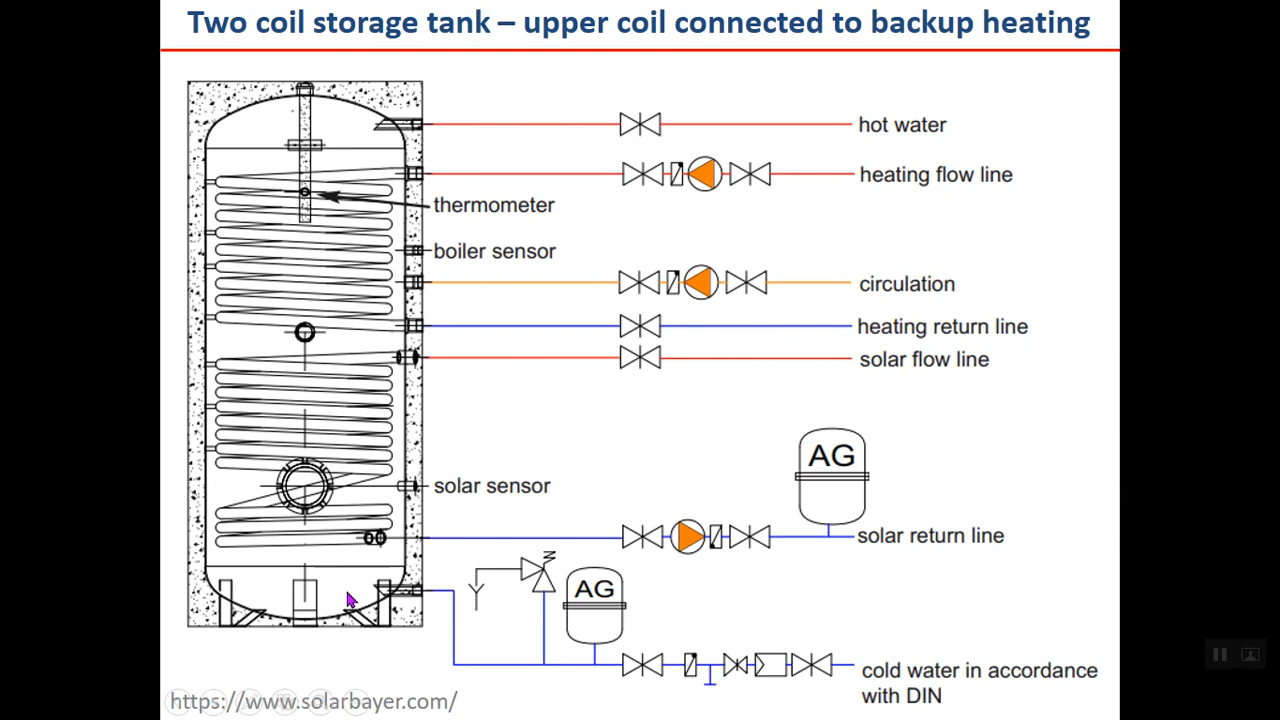 Two coil storage tank – upper coil connected to backup heating
hot water
heating flow line
thermometer
boiler sensor
circulation
heating return line
solar flow line
AG
solar sensor
solar return line
N
AG
cold water in accordance
with DIN
https://www.solarbayer.com/